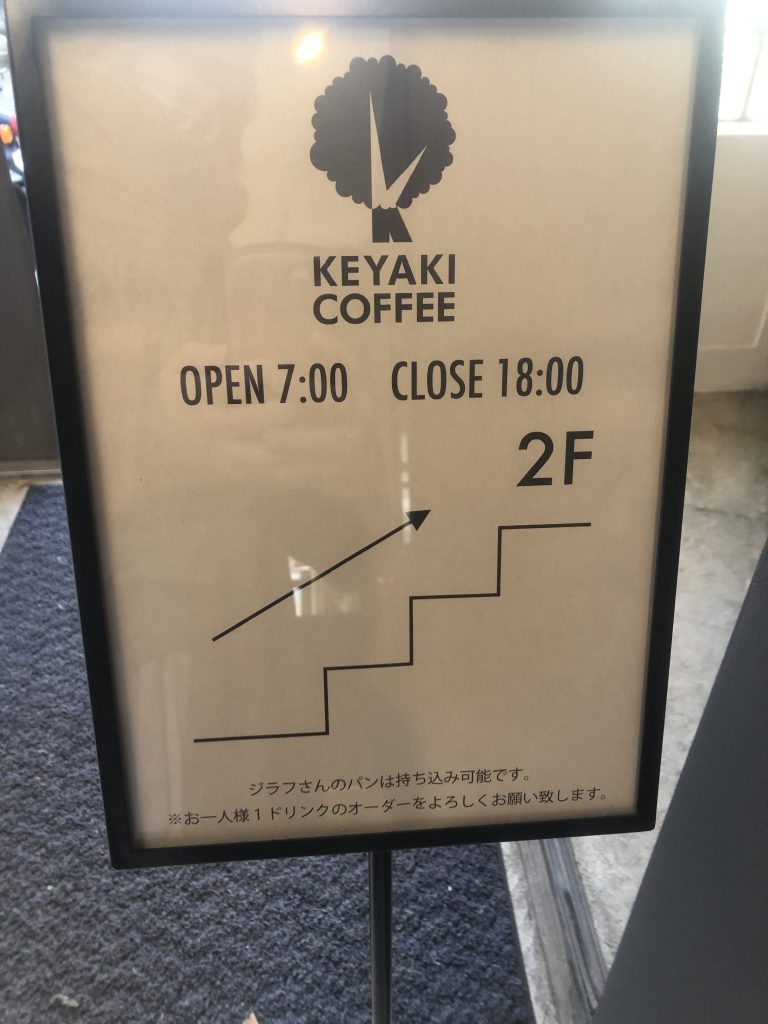 KEYAKI
COFFEE
OPEN 7:00 CLOSE 18:00
2F
ジラフさんのパンは持ち込み可能です。
※お一人様1ドリンクのオーダーをよろしくお願い致します。